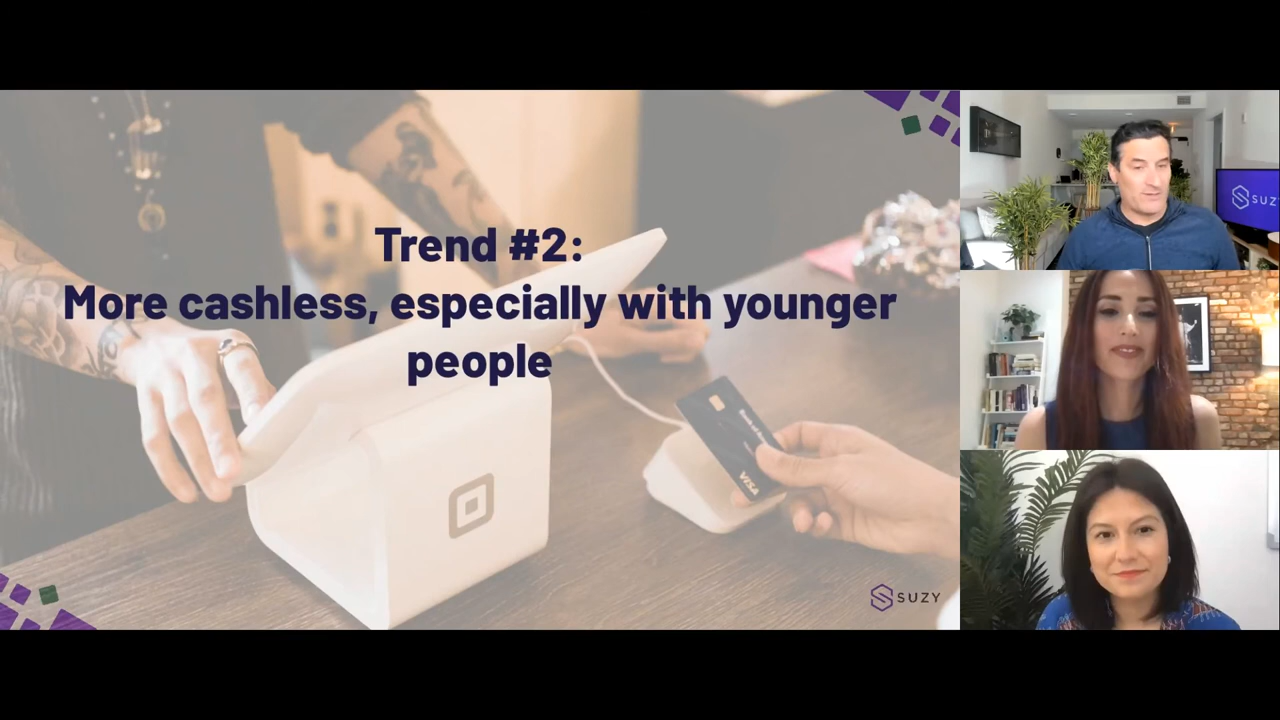 Trend #2:
More cashless, especially with younger
people
VISA
SUZY
SUZ